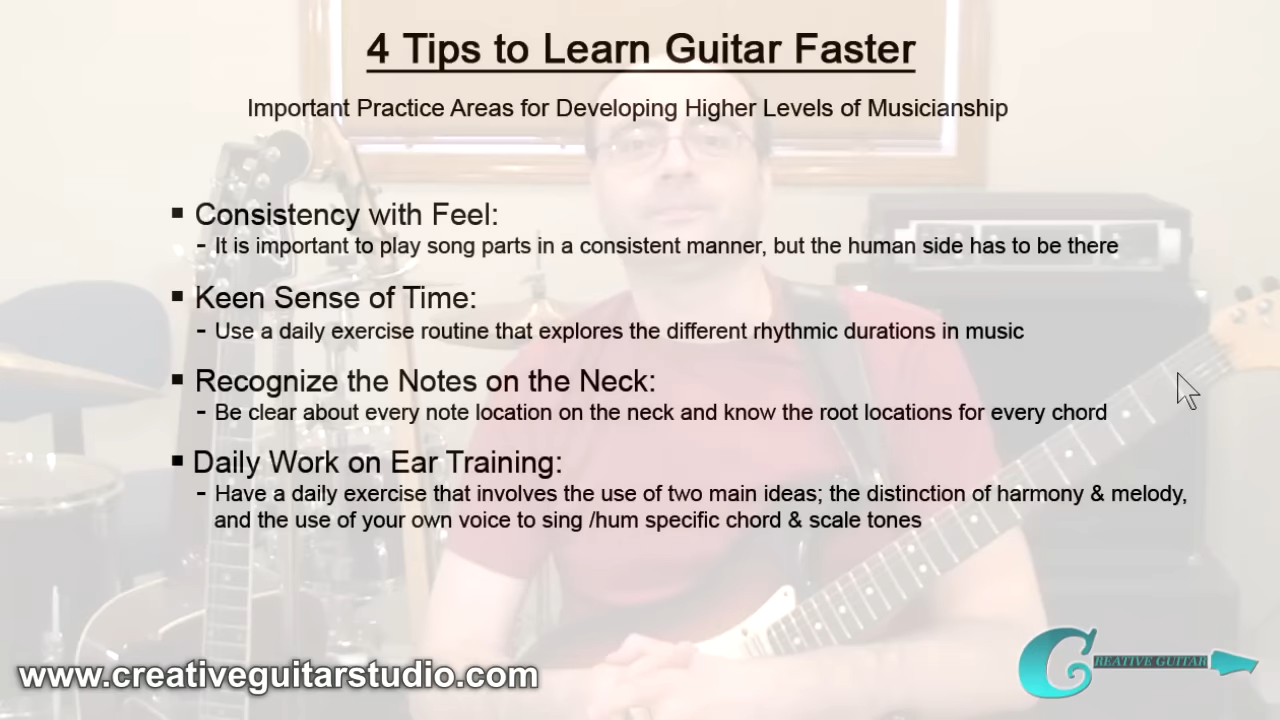 4 Tips to Learn Guitar Faster
Important Practice Areas for Developing Higher Levels of Musicianship
▪ Consistency with Feel:
- It is important to play song parts in a consistent manner, but the human side has to be there
▪ Keen Sense of Time:
- Use a daily exercise routine that explores the different rhythmic durations in music
▪ Recognize the Notes on the Neck:
- Be clear about every note location on the neck and know the root locations for every chord
▪ Daily Work on Ear Training:
- Have a daily exercise that involves the use of two main ideas; the distinction of harmony & melody,
and the use of your own voice to sing /hum specific chord & scale tones
www.creativeguitarstudio.com
CREATIVE GUITAR